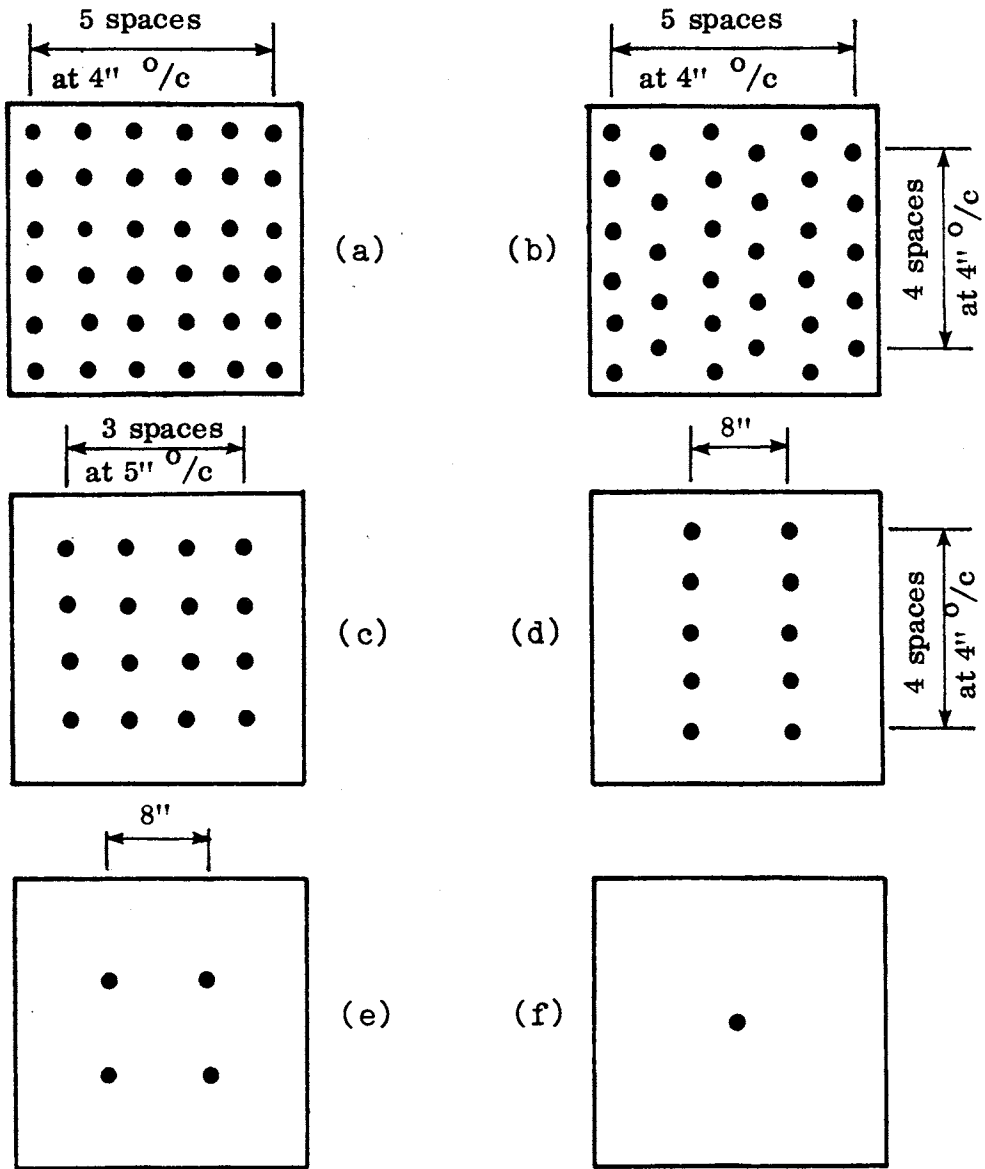 5 spaces
at 4" o/c
5 spaces
at 4" o/c
(a)
(b)
4 spaces
at 4" o/c
3 spaces
at 5" o/c
8"
(c)
(d)
4 spaces
at 4" o/c
8"
(e)
(f)